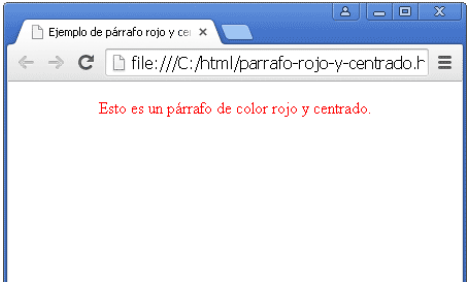 Ejemplo de párrafo rojo y ce
file:///C:/html/parrafo-rojo-y-centrado.h
Esto es un párrafo de color rojo y centrado.